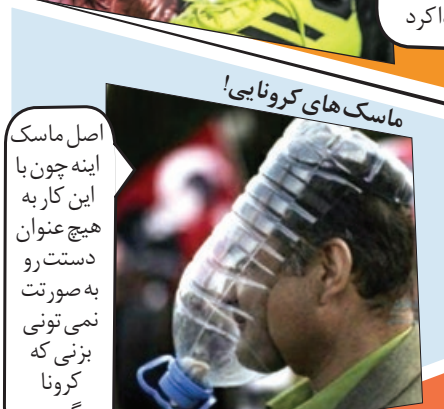 داکرد
ماسک‌های کرونایی!
اصل ماسک
اینه چون با
این کار به
هیچ عنوان
دستت رو
به صورتت
نمی‌تونی
بزنی که
کرونا